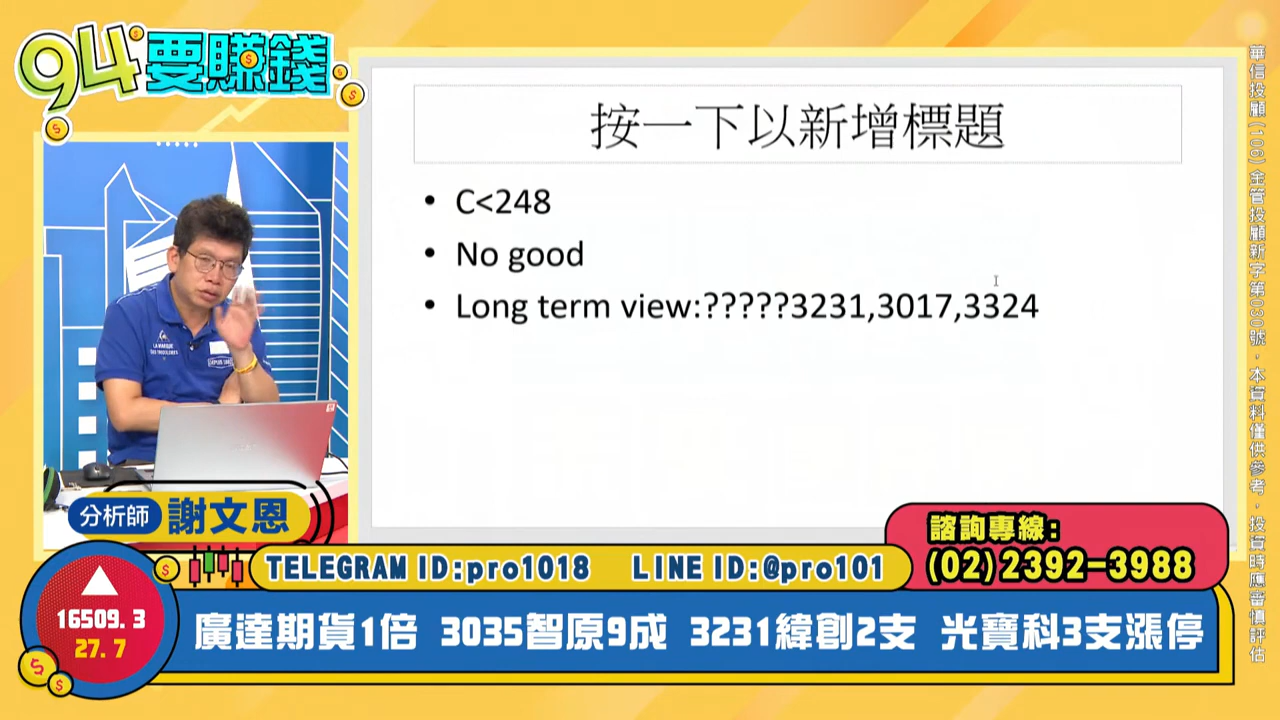 94要賺錢
按一下以新增標題
• C<248
• No good
• Long term view:?????3231,3017,3324
華信投顧(106)金管投顧新字第030號，本資料僅供參考，投資時應審慎評估
LA MARQUE
DES TRICOLORES
分析師 謝文恩
諮詢專線:
(02)2392-3988
TELEGRAM ID:pro1018 LINE ID:@pro101
16509.3
27.7
廣達期貨1倍 3035智原9成 3231緯創2支 光寶科3支漲停